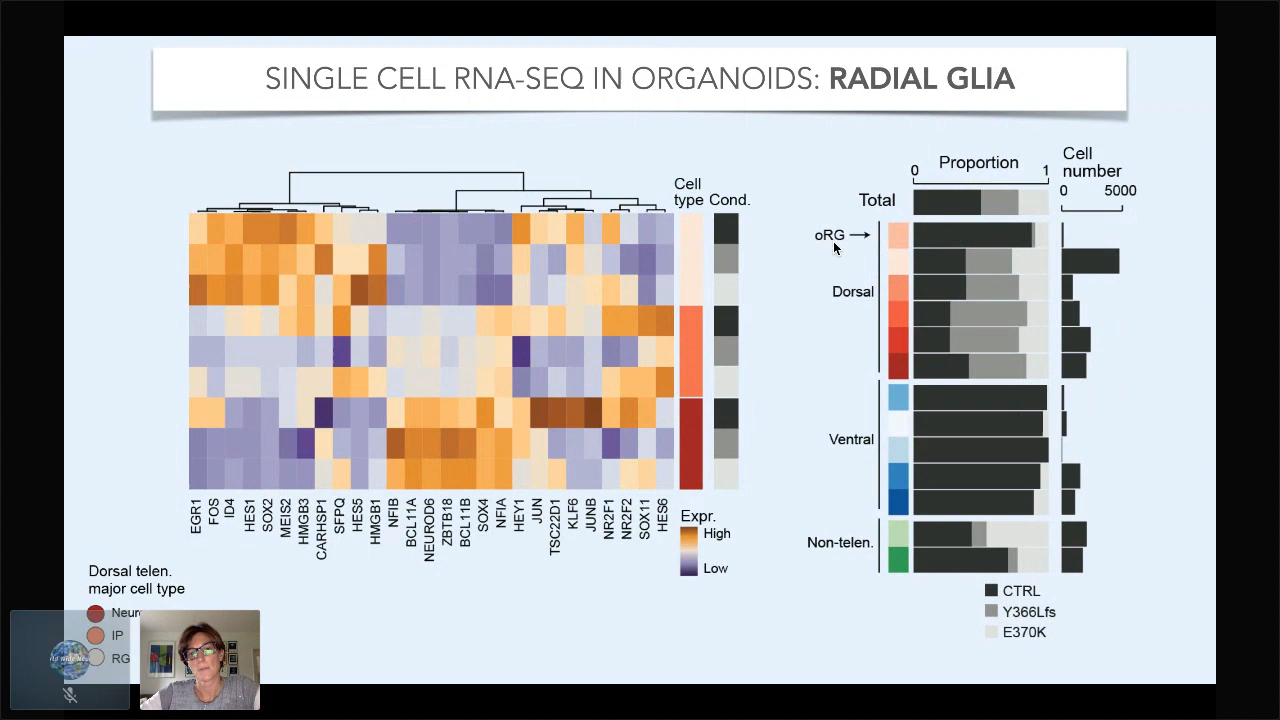 SINGLE CELL RNA-SEQ IN ORGANOIDS: RADIAL GLIA
Cell
type
Cond.
EGR1
FOS
ID4
HES1
SOX2
MEIS2
HMGB3
CARHSP1
SFPQ
HES5
HMGB1
NFIB
BCL11A
NEUROD6
ZBTB18
BCL11B
SOX4
NFIA
HEY1
JUN
TSC22D1
KLF6
JUNB
NR2F1
NR2F2
SOX11
HES6
Expr.
High
Low
Dorsal telen.
major cell type
IP
RG
Proportion
0 1
Cell
number
0 5000
Total
oRG
Dorsal
Ventral
Non-telen.
CTRL
Y366Lfs
E370K